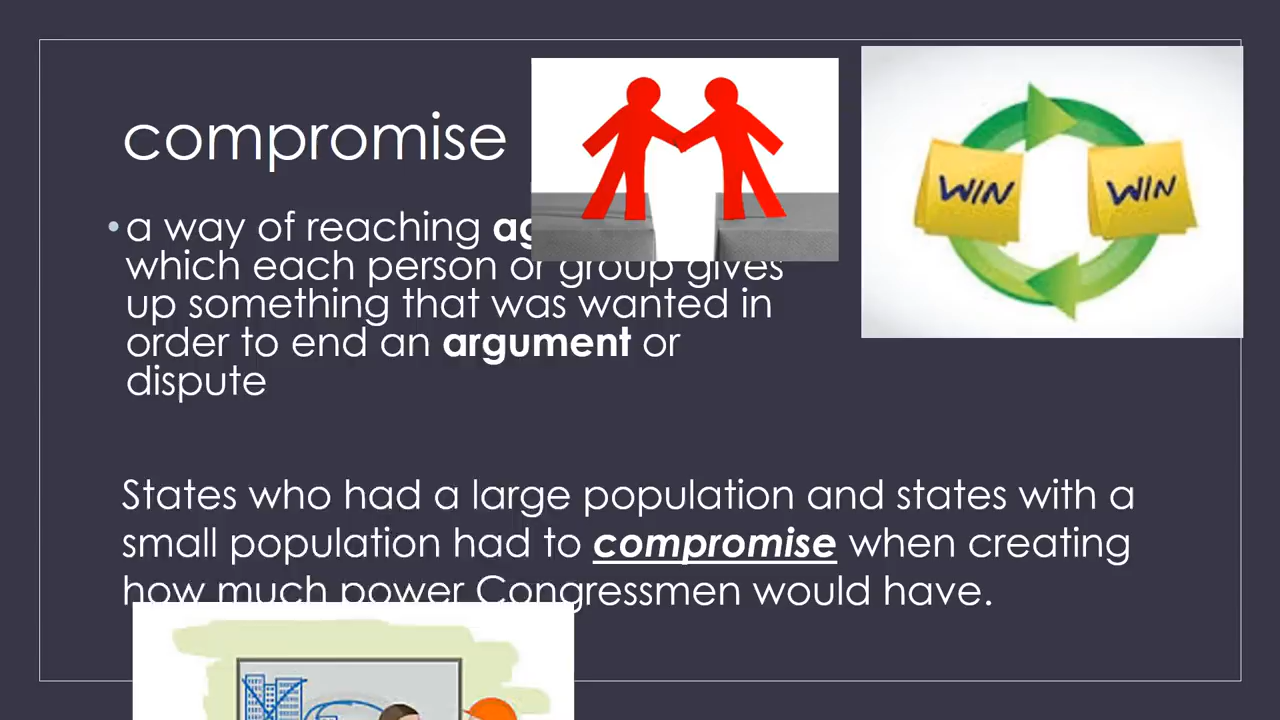 compromise
WIN WIN
• a way of reaching
which each person or group gives
up something that was wanted in
order to end an argument or
dispute
States who had a large population and states with a
small population had to compromise when creating
how much power Congressmen would have.